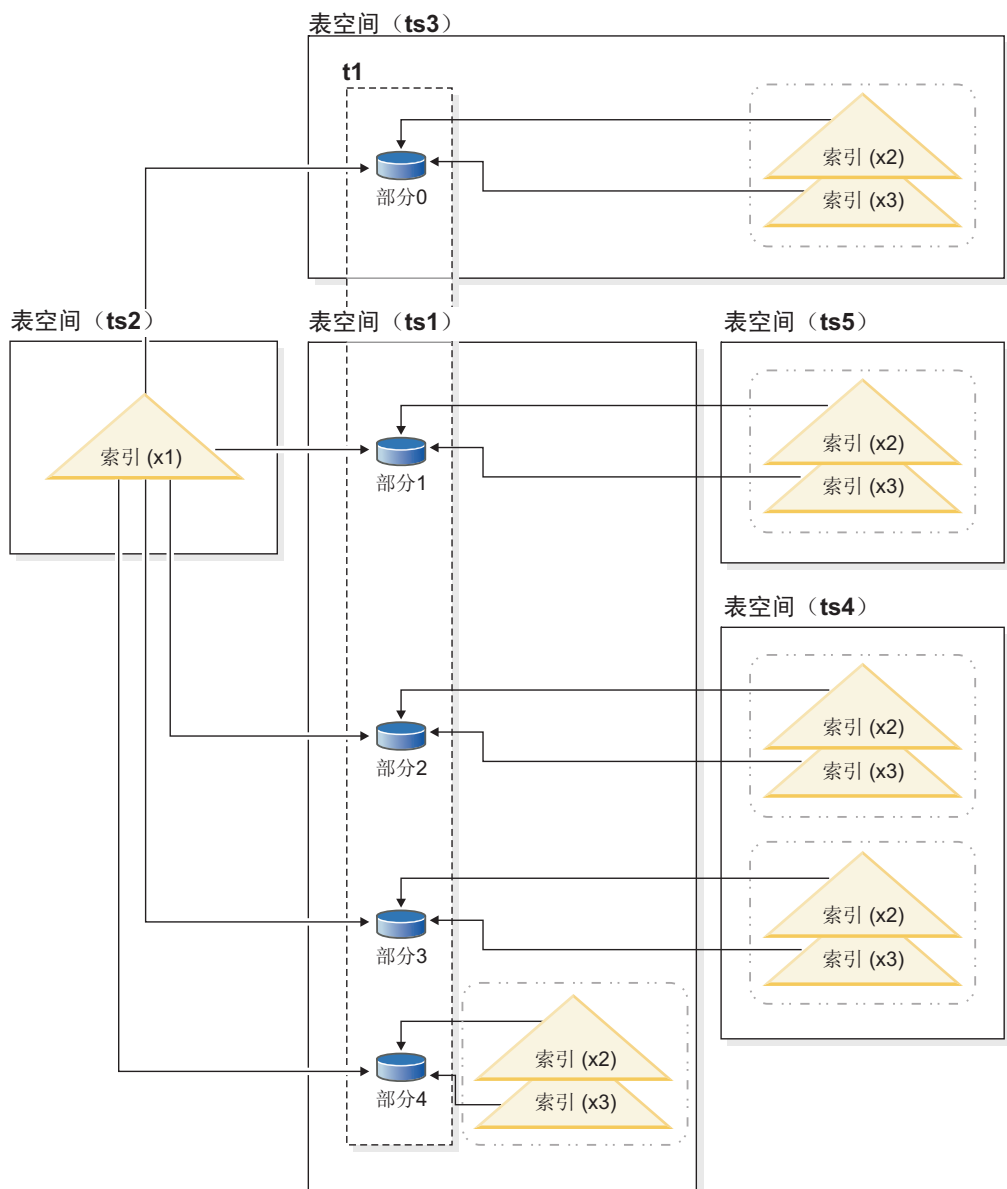 表空间（ts3）
t1
部分0
索引 (x2)
索引 (x3)
表空间（ts2）
索引 (x1)
表空间（ts1）
部分1
表空间（ts5）
索引 (x2)
索引 (x3)
表空间（ts4）
部分2
索引 (x2)
索引 (x3)
部分3
索引 (x2)
索引 (x3)
部分4
索引 (x2)
索引 (x3)